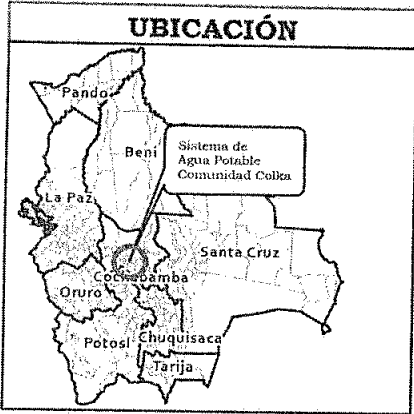 UBICACIÓN
Pando
Beni
Sistema de
Agua Potable
Comunidad Colka
La Paz
Santa Cruz
Cochabamba
Oruro
Potosí
Chuquisaca
Tarija